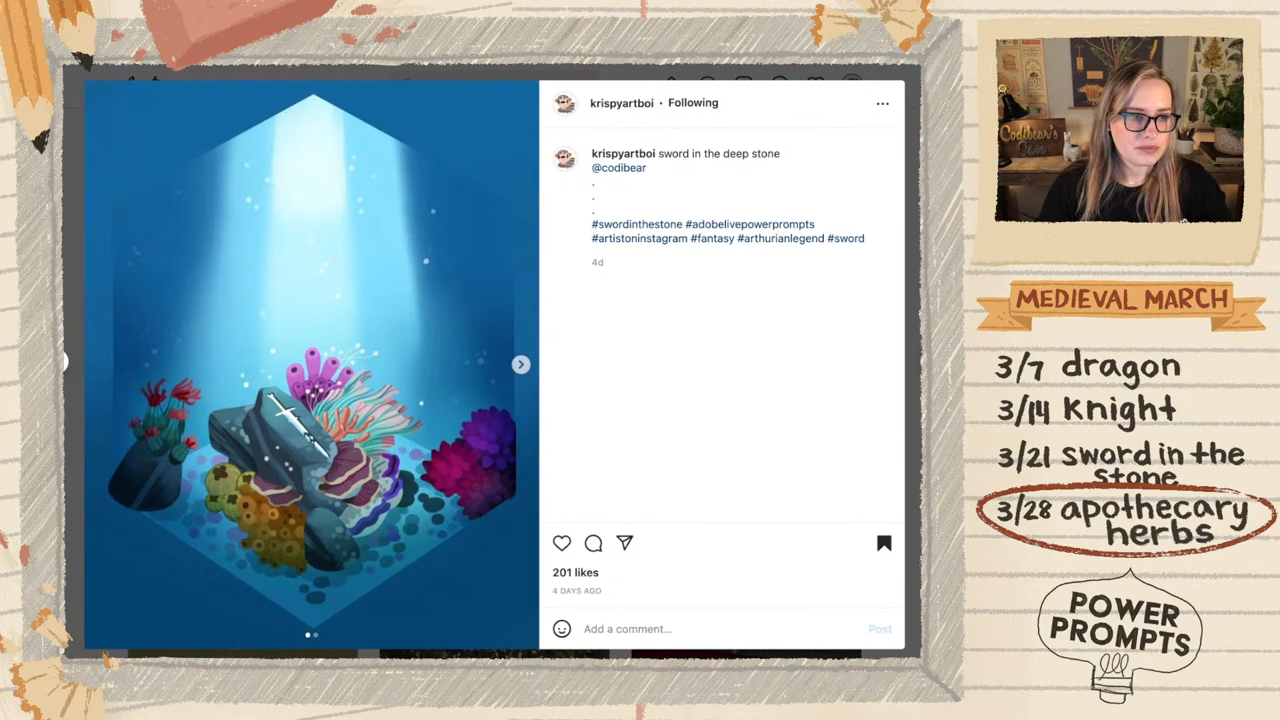 krispyartboi · Following
krispyartboi sword in the deep stone
@codibear
.
.
.
#swordinthestone #adobelivepowerprompts
#artistoninstagram #fantasy #arthurianlegend #sword
4d
201 likes
4 DAYS AGO
Add a comment...
Post
Codibear's
MEDIEVAL MARCH
3/7 dragon
3/14 Knight
3/21 sword in the
stone
3/28 apothecary
herbs
POWER
PROMPTS